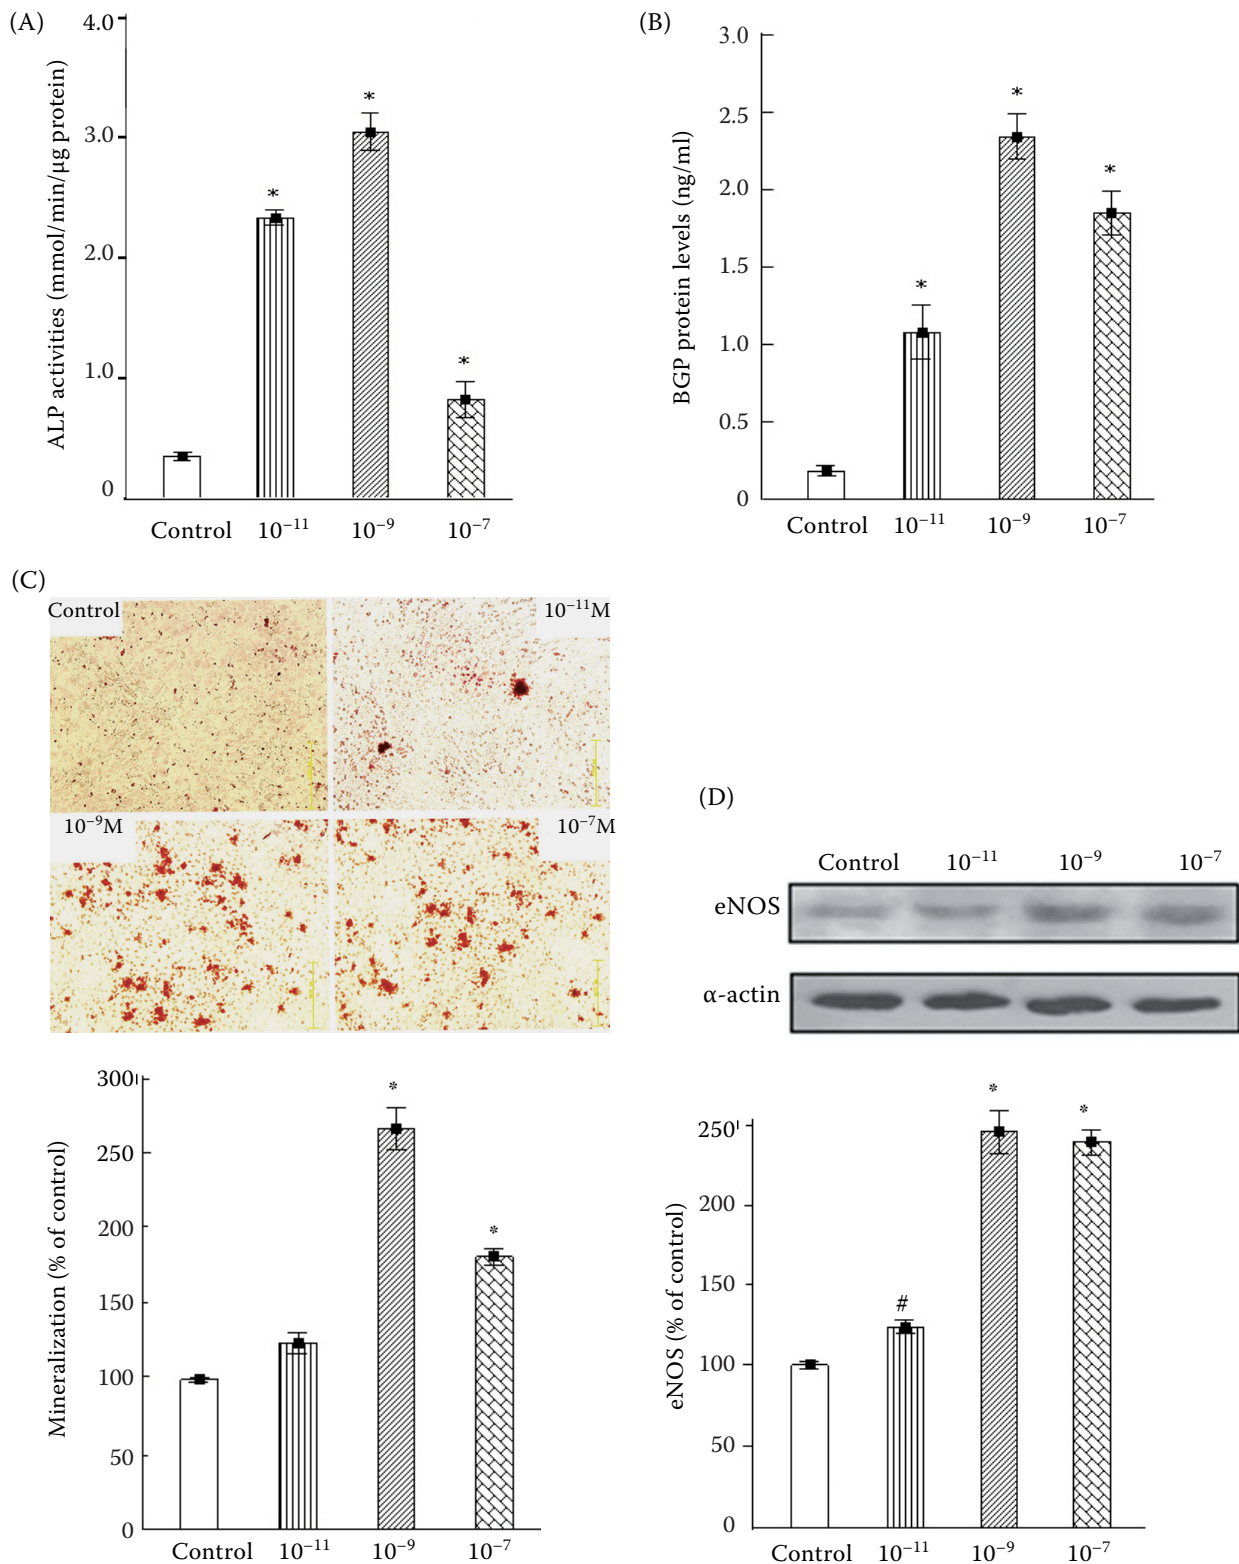 (A)
ALP activities (mmol/min/μg protein)
4.0
3.0
2.0
1.0
0
*
*
*
Control 10⁻¹¹ 10⁻⁹ 10⁻⁷
(B)
BGP protein levels (ng/ml)
3.0
2.5
2.0
1.5
1.0
0.5
0
*
*
*
Control 10⁻¹¹ 10⁻⁹ 10⁻⁷
(C)
Control 10⁻¹¹M
10⁻⁹M 10⁻⁷M
Mineralization (% of control)
300
250
200
150
100
50
0
*
*
Control 10⁻¹¹ 10⁻⁹ 10⁻⁷
(D)
Control 10⁻¹¹ 10⁻⁹ 10⁻⁷
eNOS
α-actin
eNOS (% of control)
250
200
150
100
50
0
#
*
*
Control 10⁻¹¹ 10⁻⁹ 10⁻⁷